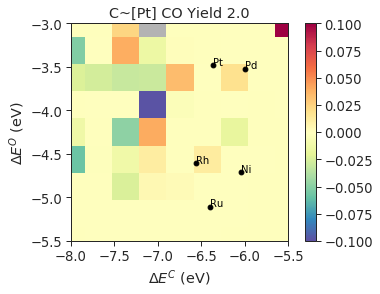 C~[Pt] CO Yield 2.0
−3.0
−3.5
−4.0
−4.5
−5.0
−5.5
ΔE^O (eV)
Pt
Pd
Rh
Ni
Ru
−8.0 −7.5 −7.0 −6.5 −6.0 −5.5
ΔE^C (eV)
0.100
0.075
0.050
0.025
0.000
−0.025
−0.050
−0.075
−0.100